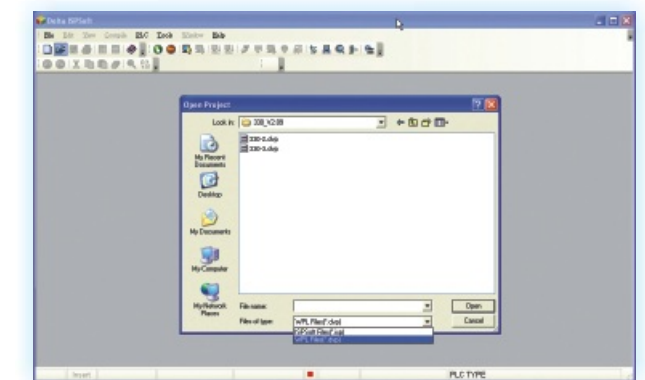 Delta ISPSoft
File Edit View Compile PLC Tools Window Help
Open Project
Look in: 330_V2.09
330-2.dvp
330-3.dvp
My Recent
Documents
Desktop
My Documents
My Computer
My Network
Places
File name:
Open
Files of type: WPL Files(*.dvp)
Cancel
ISPSoft Files(*.isp)
WPL Files(*.dvp)
Insert
PLC TYPE